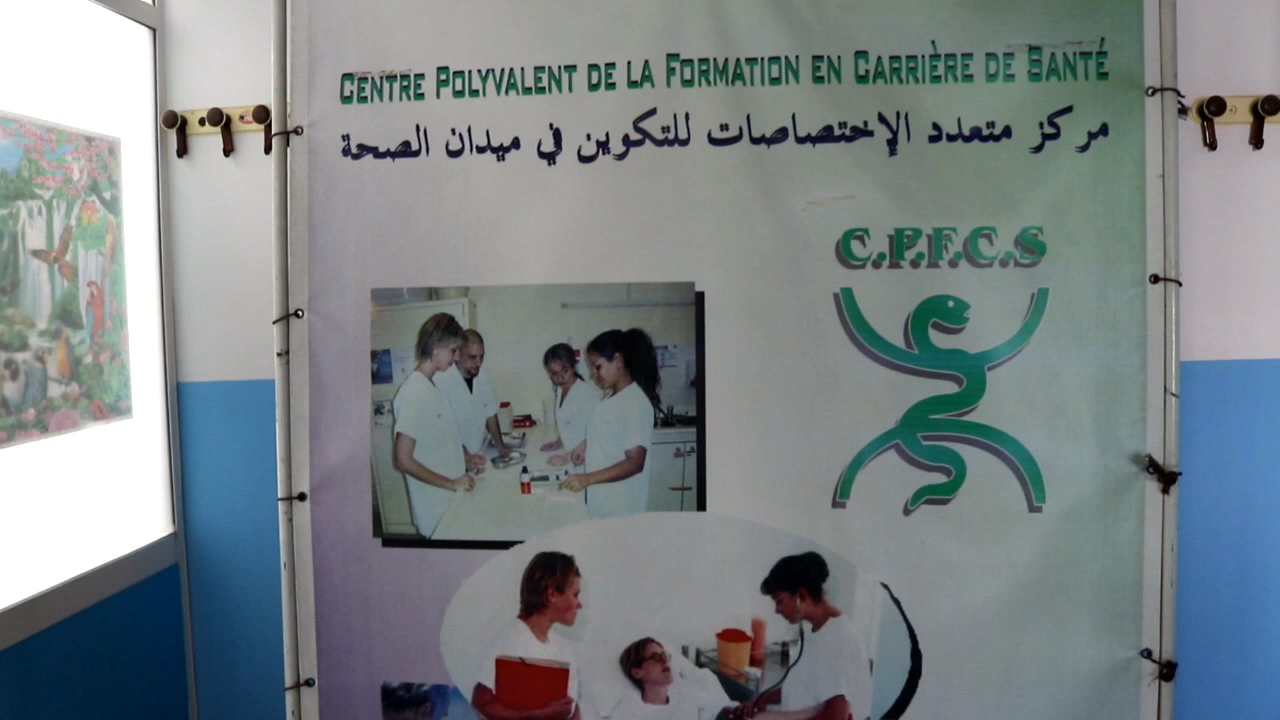 CENTRE POLYVALENT DE LA FORMATION EN CARRIÈRE DE SANTÉ
مركز متعدد الإختصاصات للتكوين في ميدان الصحة
C.P.F.C.S